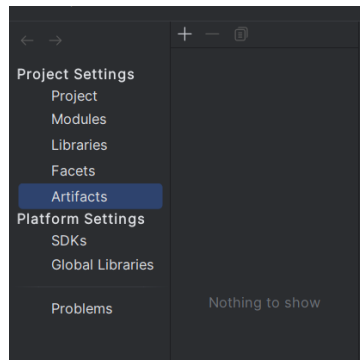 Project Settings
Project
Modules
Libraries
Facets
Artifacts
Platform Settings
SDKs
Global Libraries
Problems
Nothing to show